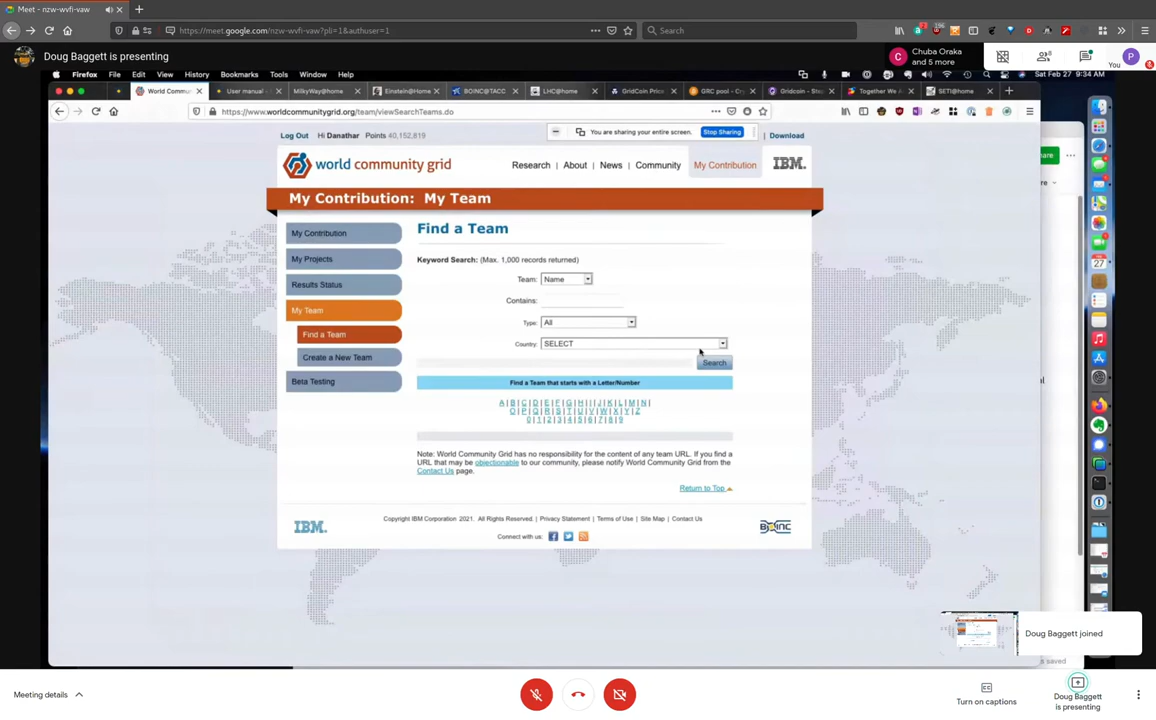 Meet - nzw-wvfi-vaw
https://meet.google.com/nzw-wvfi-vaw?pli=1&authuser=1
Search
196
Doug Baggett is presenting
C
Chuba Oraka
and 5 more
You
P
Firefox File Edit View History Bookmarks Tools Window Help
Sat Feb 27 9:34 AM
World Commu
User manual -
MilkyWay@home
Einstein@Home
BOINC@TACC
LHC@home
GridCoin Price
GRC pool - Cry
Gridcoin - Sho
Together We A
SETI@home
https://www.worldcommunitygrid.org/team/viewSearchTeams.do
Log Out Hi Danathar Points 40,152,819
You are sharing your entire screen. Stop Sharing
Download
world community grid
Research | About | News | Community
My Contribution
IBM
My Contribution: My Team
My Contribution
My Projects
Results Status
My Team
Find a Team
Create a New Team
Beta Testing
Find a Team
Keyword Search: (Max. 1,000 records returned)
Team: Name
Contains:
Type: All
Country: SELECT
Search
Find a Team that starts with a Letter/Number
A | B | C | D | E | F | G | H | I | J | K | L | M | N |
O | P | Q | R | S | T | U | V | W | X | Y | Z
0 | 1 | 2 | 3 | 4 | 5 | 6 | 7 | 8 | 9
Note: World Community Grid has no responsibility for the content of any team URL. If you find a
URL that may be objectionable to our community, please notify World Community Grid from the
Contact Us page.
Return to Top
IBM.
Copyright IBM Corporation 2021. All Rights Reserved. | Privacy Statement | Terms of Use | Site Map | Contact Us
Connect with us:
BOINC
27
Doug Baggett joined
saved
Meeting details
Turn on captions
Doug Baggett
is presenting